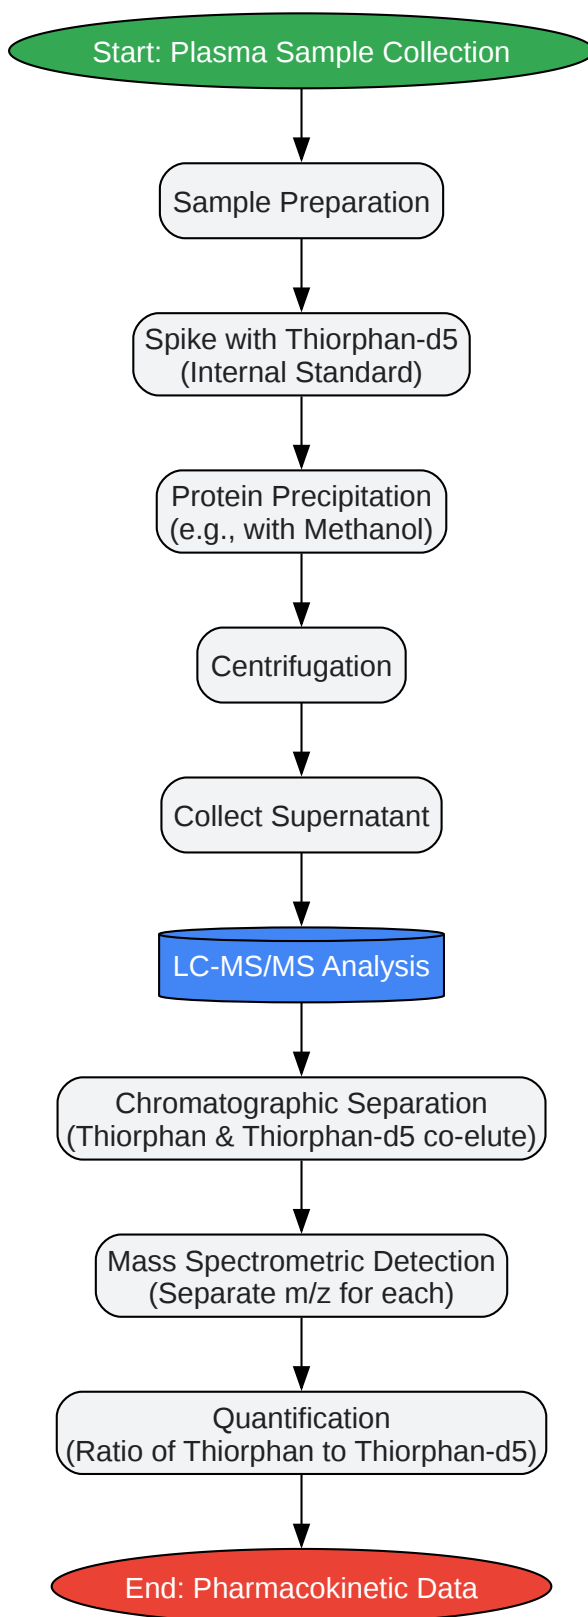 Start: Plasma Sample Collection
Sample Preparation
Spike with Thiorphan-d5
(Internal Standard)
Protein Precipitation
(e.g., with Methanol)
Centrifugation
Collect Supernatant
LC-MS/MS Analysis
Chromatographic Separation
(Thiorphan & Thiorphan-d5 co-elute)
Mass Spectrometric Detection
(Separate m/z for each)
Quantification
(Ratio of Thiorphan to Thiorphan-d5)
End: Pharmacokinetic Data